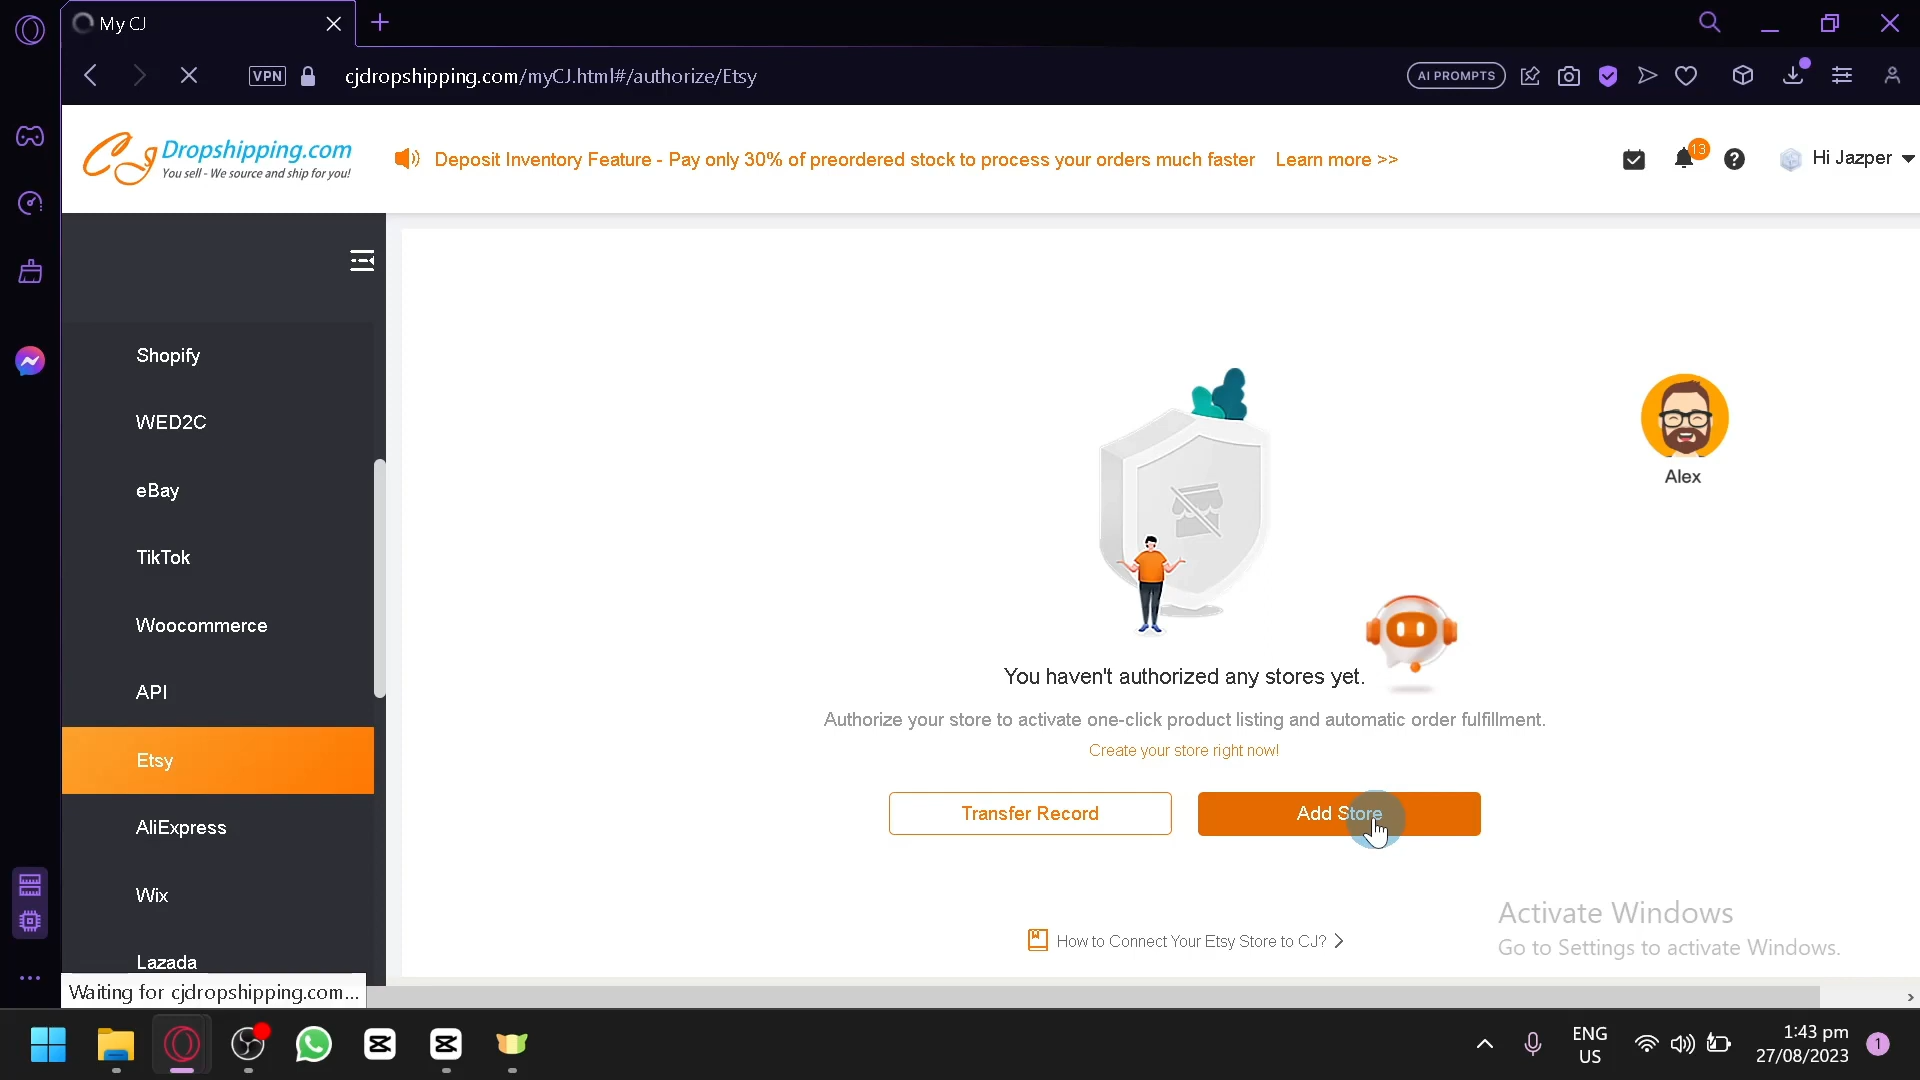 My CJ
VPN
cjdropshipping.com/myCJ.html#/authorize/Etsy
AI PROMPTS
CJ Dropshipping.com
You sell - We source and ship for you!
Deposit Inventory Feature - Pay only 30% of preordered stock to process your orders much faster Learn more >>
13
Hi Jazper
Shopify
WED2C
eBay
TikTok
Woocommerce
API
Etsy
AliExpress
Wix
Lazada
Alex
You haven't authorized any stores yet.
Authorize your store to activate one-click product listing and automatic order fulfillment.
Create your store right now!
Transfer Record
Add Store
How to Connect Your Etsy Store to CJ?
Activate Windows
Go to Settings to activate Windows.
Waiting for cjdropshipping.com...
ENG
US
1:43 pm
27/08/2023
1